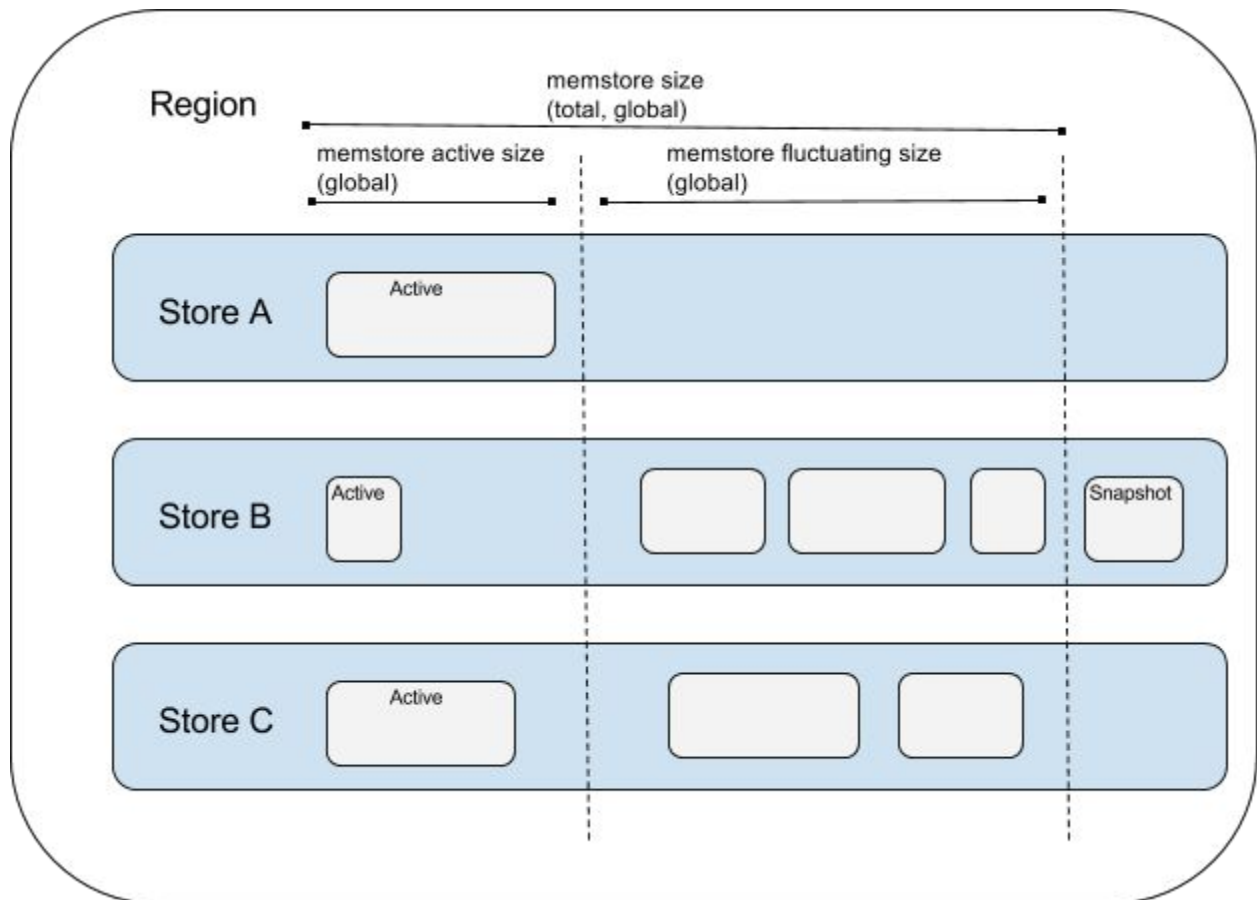 Region
memstore size
(total, global)
memstore active size
(global)
memstore fluctuating size
(global)
Store A
Active
Store B
Active
Snapshot
Store C
Active